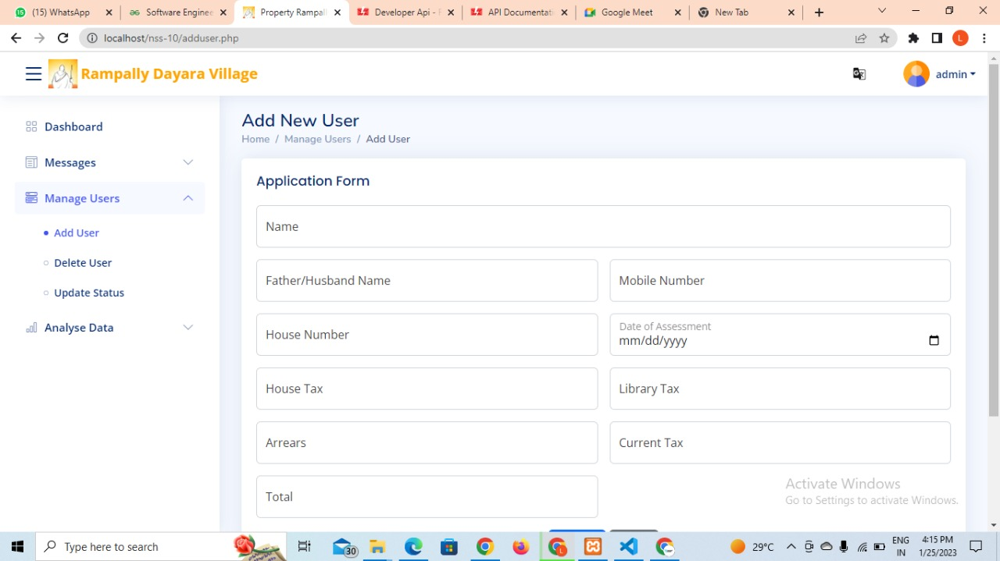 (15) WhatsApp
Software Enginee
Property Rampall
Developer Api - F
API Documentati
Google Meet
New Tab
localhost/nss-10/adduser.php
L
Rampally Dayara Village
admin
Dashboard
Messages
Manage Users
Add User
Delete User
Update Status
Analyse Data
Add New User
Home / Manage Users / Add User
Application Form
Name
Father/Husband Name
Mobile Number
House Number
Date of Assessment
mm/dd/yyyy
House Tax
Library Tax
Arrears
Current Tax
Total
Activate Windows
Go to Settings to activate Windows.
Type here to search
30
L
29°C
ENG
IN
4:15 PM
1/25/2023